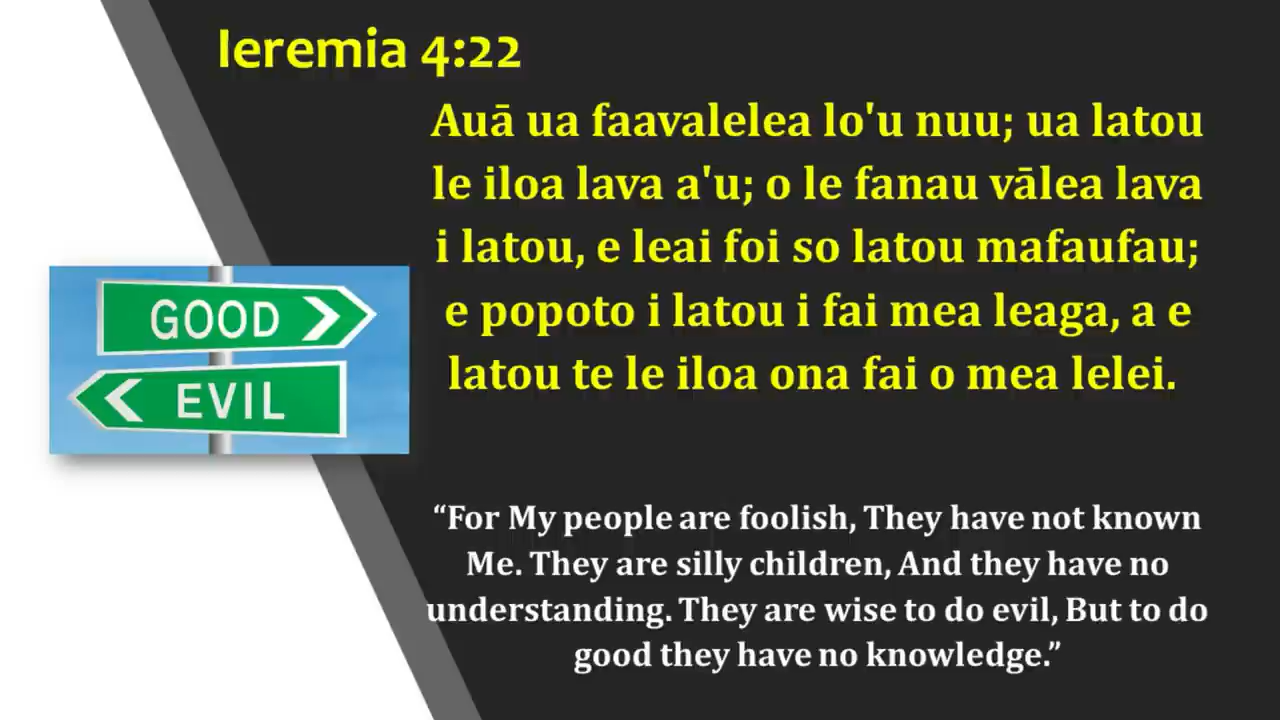 Ieremia 4:22
Auā ua faavalelea lo'u nuu; ua latou
le iloa lava a'u; o le fanau vālea lava
i latou, e leai foi so latou mafaufau;
e popoto i latou i fai mea leaga, a e
latou te le iloa ona fai o mea lelei.
GOOD
EVIL
“For My people are foolish, They have not known
Me. They are silly children, And they have no
understanding. They are wise to do evil, But to do
good they have no knowledge.”